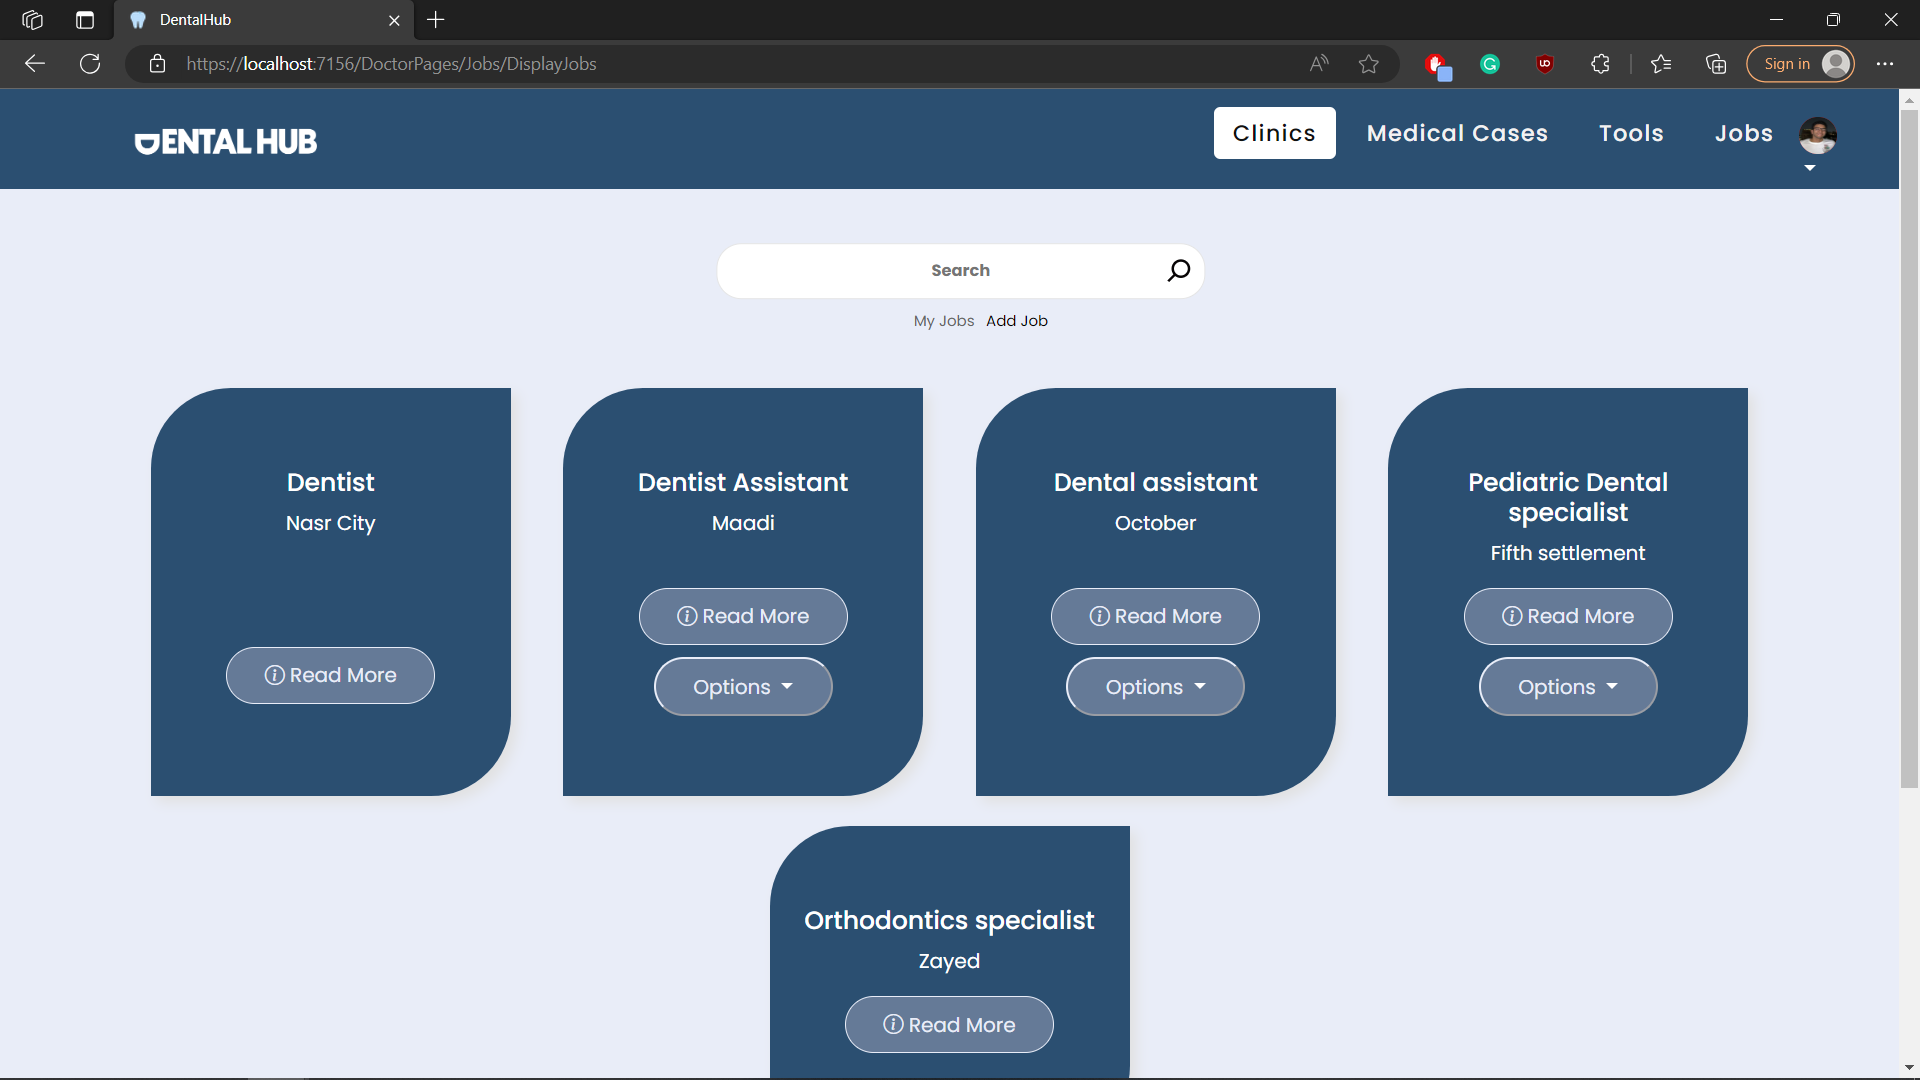 DentalHub
https://localhost:7156/DoctorPages/Jobs/DisplayJobs
Sign in
DENTAL HUB
Clinics
Medical Cases
Tools
Jobs
Search
My Jobs Add Job
Dentist
Nasr City
Read More
Dentist Assistant
Maadi
Read More
Options
Dental assistant
October
Read More
Options
Pediatric Dental
specialist
Fifth settlement
Read More
Options
Orthodontics specialist
Zayed
Read More